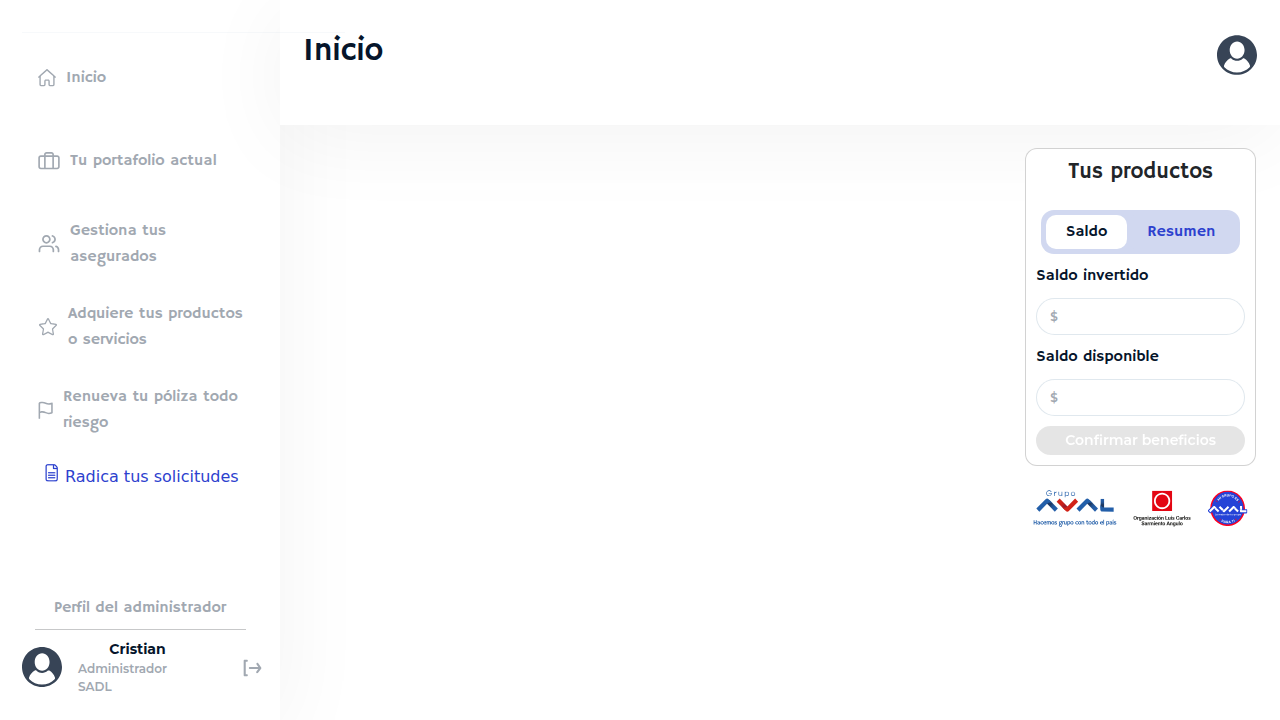 Inicio
Inicio
Tu portafolio actual
Gestiona tus
asegurados
Adquiere tus productos
o servicios
Renueva tu póliza todo
riesgo
Radica tus solicitudes
Perfil del administrador
Cristian
Administrador
SADL
Tus productos
Saldo Resumen
Saldo invertido
$
Saldo disponible
$
Confirmar beneficios
Grupo
AVAL
Hacemos grupo con todo el país
Organización Luis Carlos
Sarmiento Angulo
AVAL